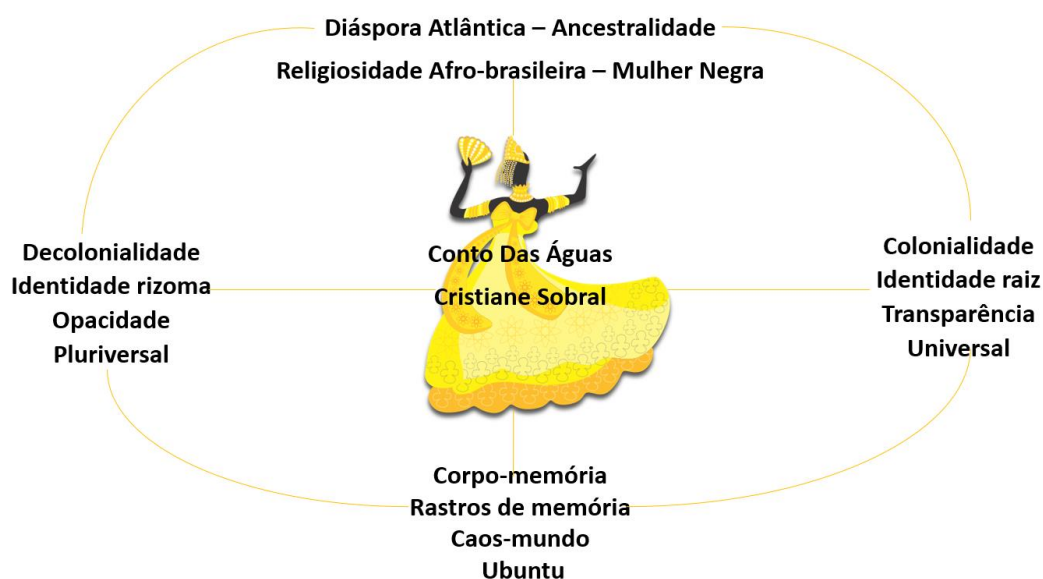 Diáspora Atlântica – Ancestralidade
Religiosidade Afro-brasileira – Mulher Negra
Decolonialidade
Identidade rizoma
Opacidade
Pluriversal
Conto Das Águas
Cristiane Sobral
Colonialidade
Identidade raiz
Transparência
Universal
Corpo-memória
Rastros de memória
Caos-mundo
Ubuntu